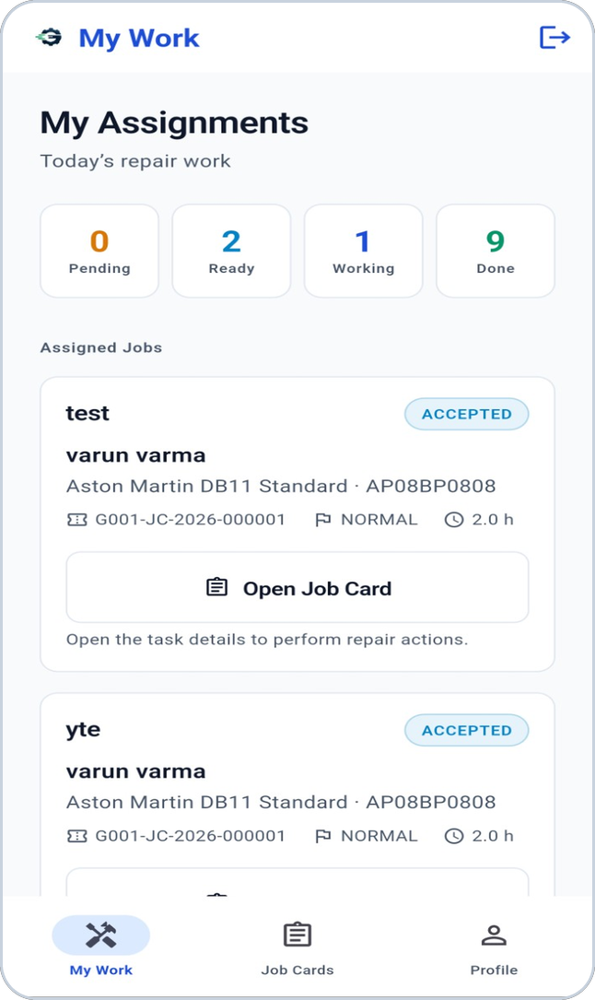 My Work
My Assignments
Today's repair work
0 2 1 9
Pending Ready Working Done
Assigned Jobs
test ACCEPTED
varun varma
Aston Martin DB11 Standard · AP08BP0808
G001-JC-2026-000001 NORMAL 2.0 h
Open Job Card
Open the task details to perform repair actions.
yte ACCEPTED
varun varma
Aston Martin DB11 Standard · AP08BP0808
G001-JC-2026-000001 NORMAL 2.0 h
My Work Job Cards Profile